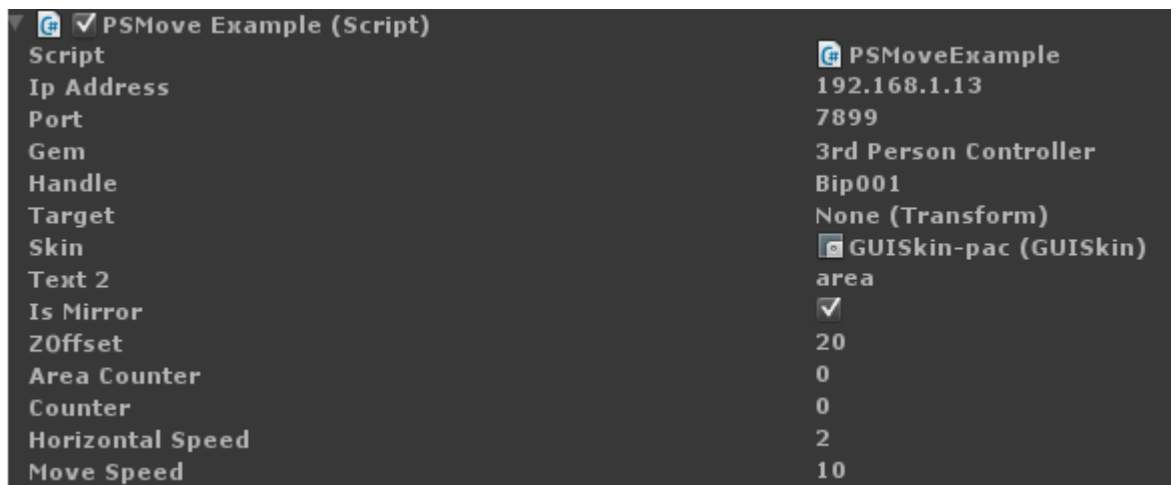 PSMove Example (Script)
Script PSMoveExample
Ip Address 192.168.1.13
Port 7899
Gem 3rd Person Controller
Handle Bip001
Target None (Transform)
Skin GUISkin-pac (GUISkin)
Text 2 area
Is Mirror
ZOffset 20
Area Counter 0
Counter 0
Horizontal Speed 2
Move Speed 10